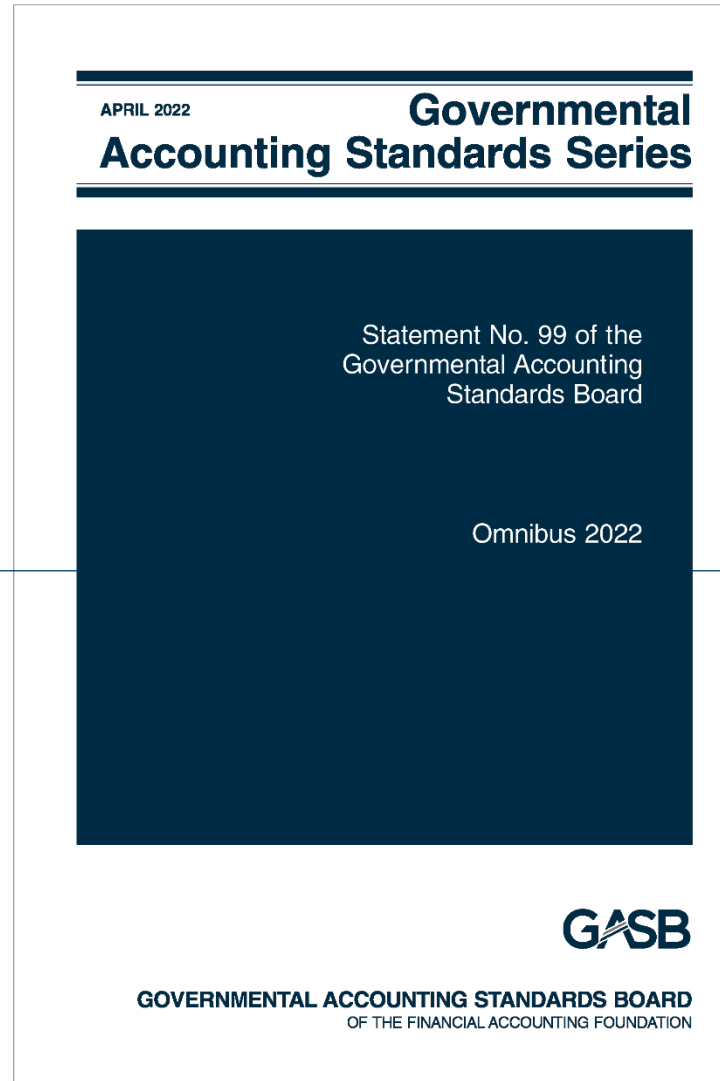 APRIL 2022
Governmental
Accounting Standards Series
Statement No. 99 of the
Governmental Accounting
Standards Board
Omnibus 2022
GASB
GOVERNMENTAL ACCOUNTING STANDARDS BOARD
OF THE FINANCIAL ACCOUNTING FOUNDATION